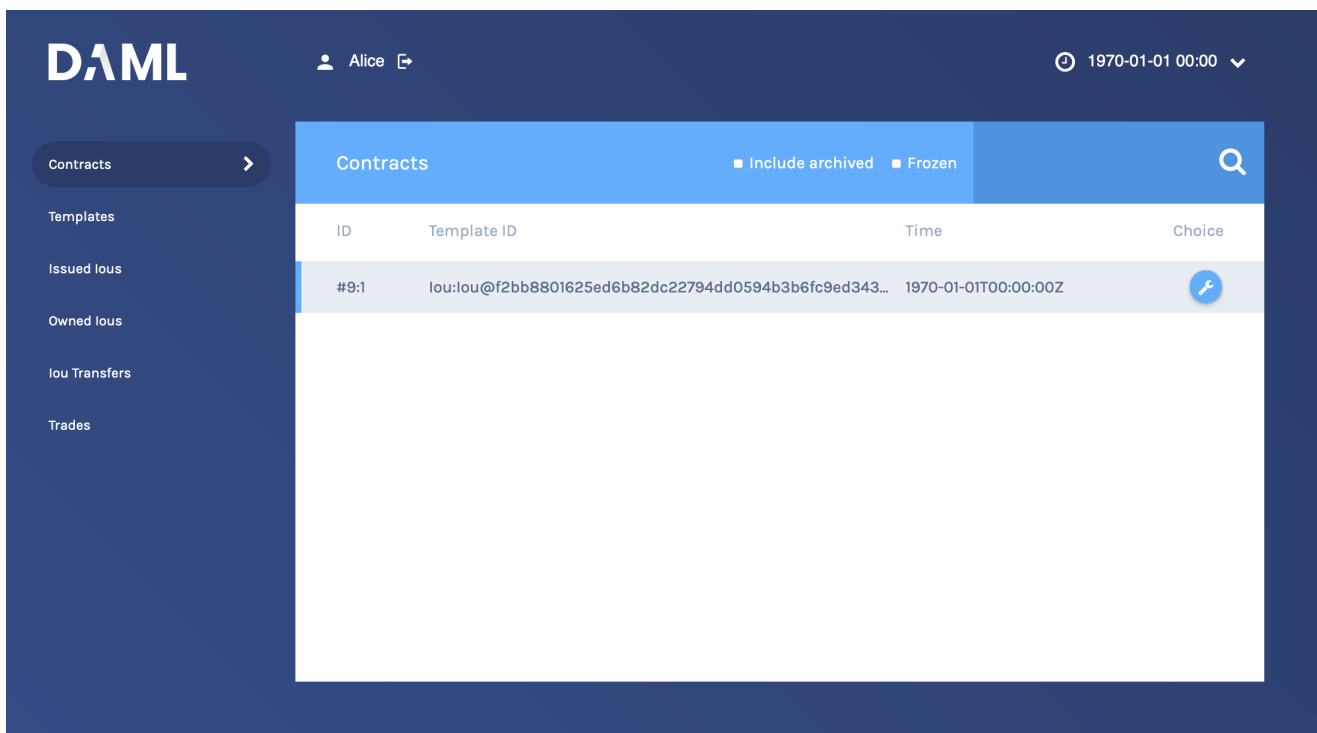 DAML
Alice
1970-01-01 00:00
Contracts
Templates
Issued Ious
Owned Ious
Iou Transfers
Trades
Contracts Include archived Frozen
ID Template ID Time Choice
#9:1 Iou:Iou@f2bb8801625ed6b82dc22794dd0594b3b6fc9ed343... 1970-01-01T00:00:00Z